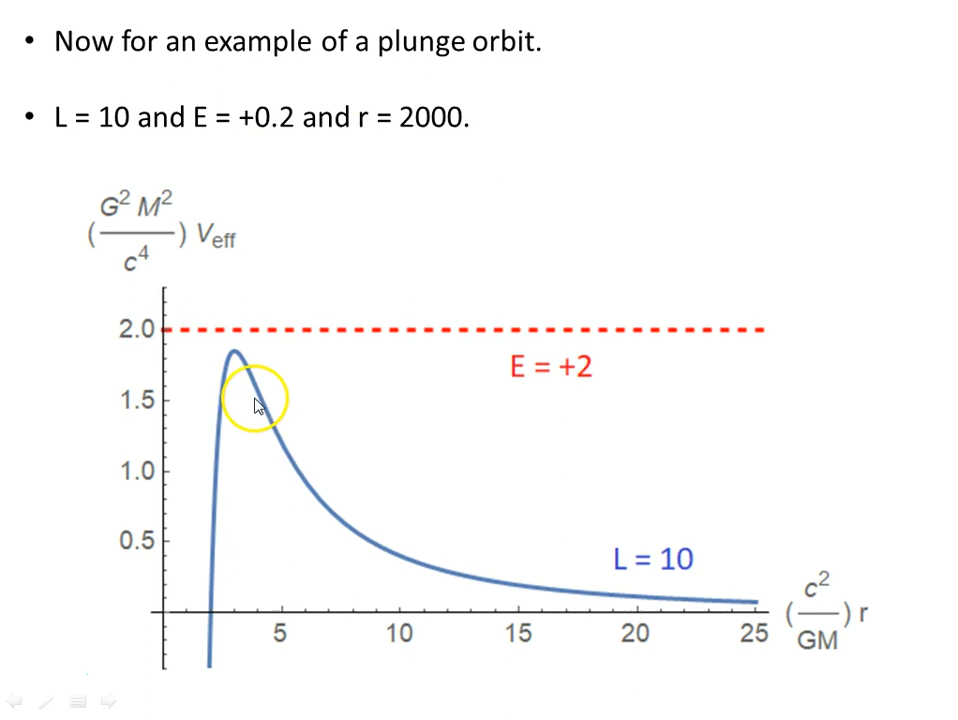 • Now for an example of a plunge orbit.
• L = 10 and E = +0.2 and r = 2000.
(G² M² / c⁴) V_eff
2.0
E = +2
1.5
1.0
0.5
L = 10
(c² / GM) r
5 10 15 20 25